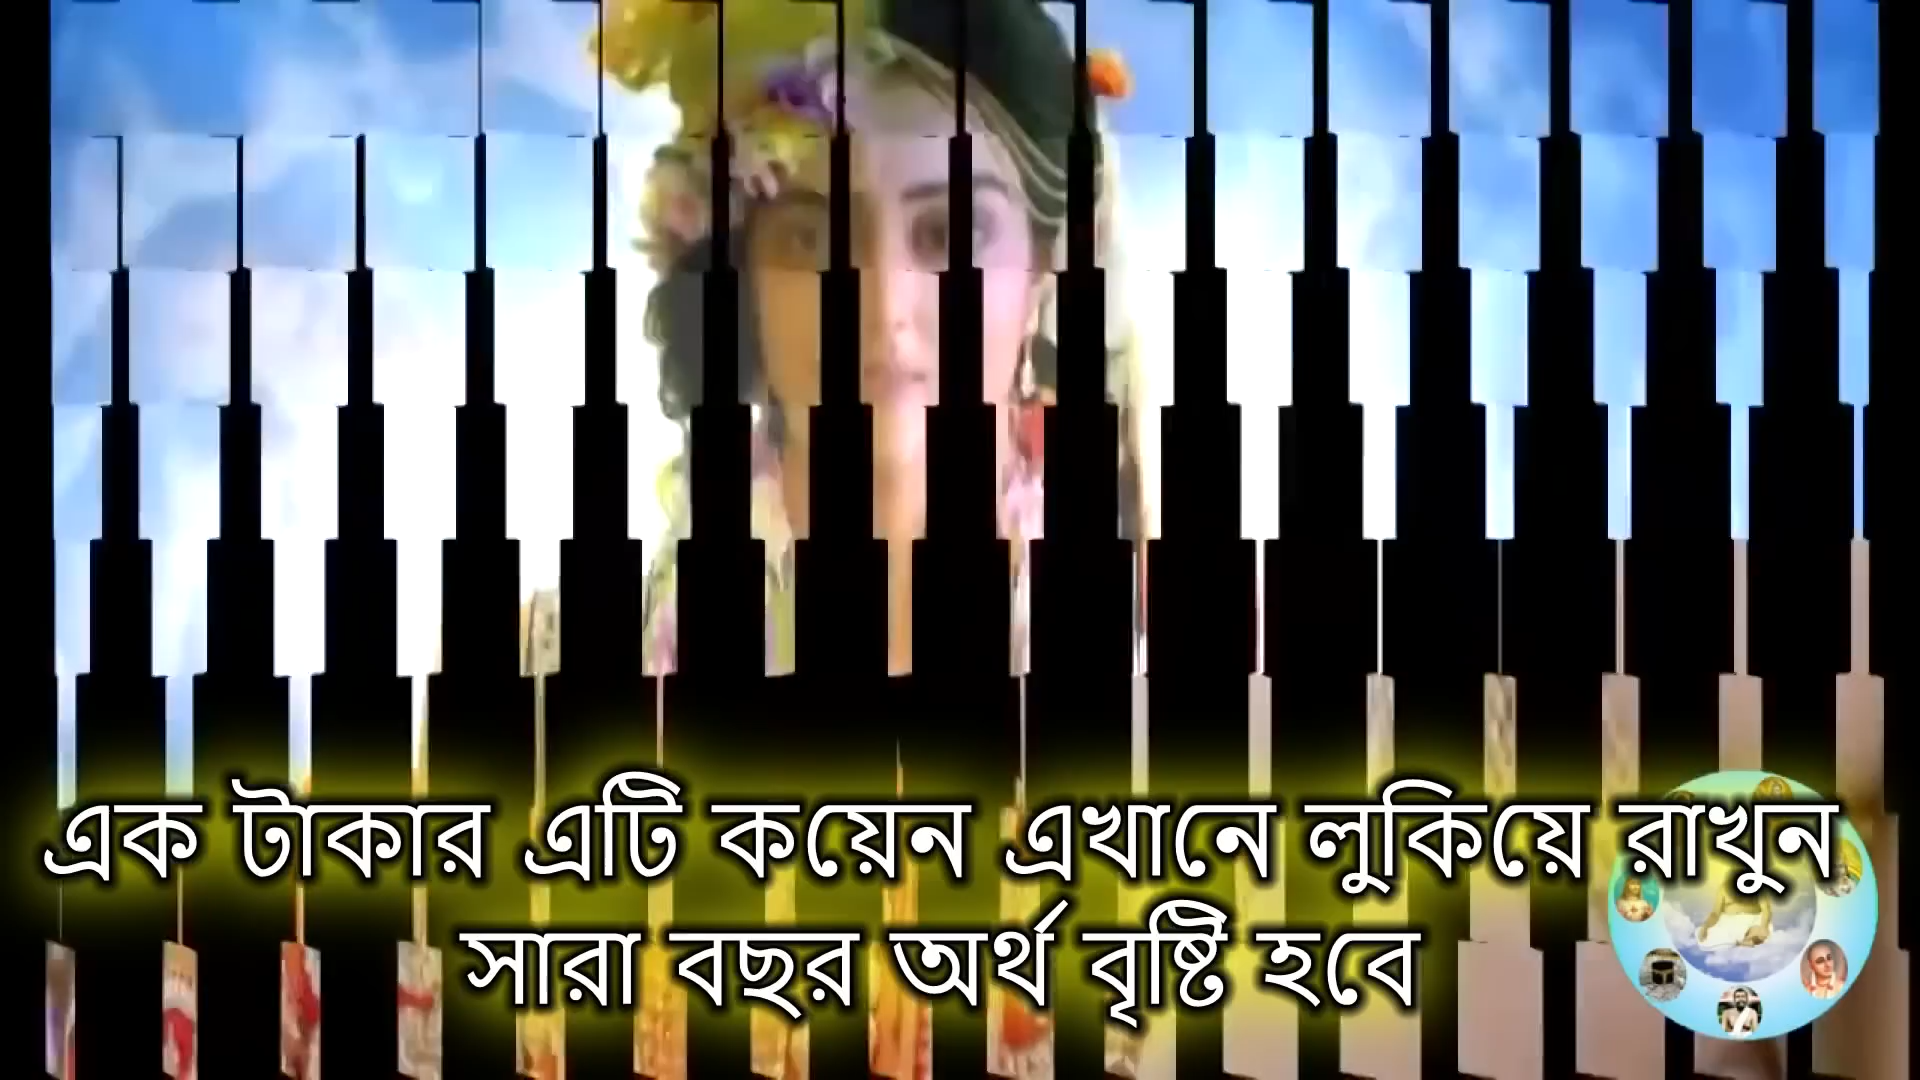 এক টাকার এটি কয়েন এখানে লুকিয়ে রাখুন
সারা বছর অর্থ বৃষ্টি হবে